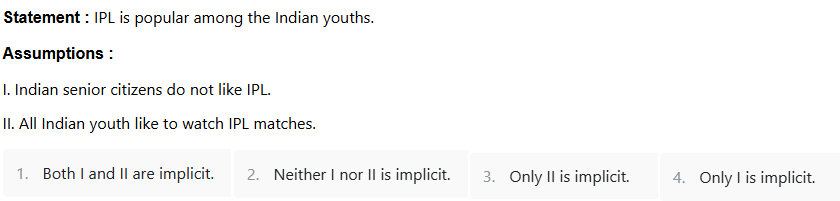 Statement : IPL is popular among the Indian youths.
Assumptions :
I. Indian senior citizens do not like IPL.
II. All Indian youth like to watch IPL matches.
1. Both I and II are implicit. 2. Neither I nor II is implicit. 3. Only II is implicit. 4. Only I is implicit.